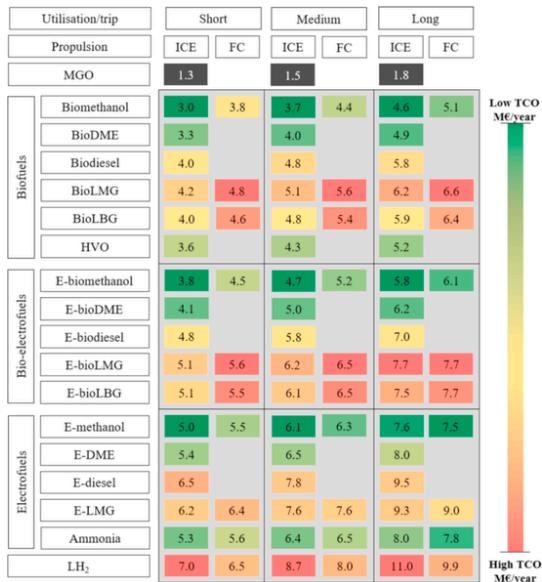 Utilisation/trip Short Medium Long
Propulsion ICE FC ICE FC ICE FC
MGO 1.3 1.5 1.8
Low TCO
M€/year
Biofuels
Biomethanol 3.0 3.8 3.7 4.4 4.6 5.1
BioDME 3.3 4.0 4.9
Biodiesel 4.0 4.8 5.8
BioLMG 4.2 4.8 5.1 5.6 6.2 6.6
BioLBG 4.0 4.6 4.8 5.4 5.9 6.4
HVO 3.6 4.3 5.2
Bio-electrofuels
E-biomethanol 3.8 4.5 4.7 5.2 5.8 6.1
E-bioDME 4.1 5.0 6.2
E-biodiesel 4.8 5.8 7.0
E-bioLMG 5.1 5.6 6.2 6.5 7.7 7.7
E-bioLBG 5.1 5.5 6.1 6.5 7.5 7.7
Electrofuels
E-methanol 5.0 5.5 6.1 6.3 7.6 7.5
E-DME 5.4 6.5 8.0
E-diesel 6.5 7.8 9.5
E-LMG 6.2 6.4 7.6 7.6 9.3 9.0
Ammonia 5.3 5.6 6.4 6.5 8.0 7.8
LH₂ 7.0 6.5 8.7 8.0 11.0 9.9
High TCO
M€/year